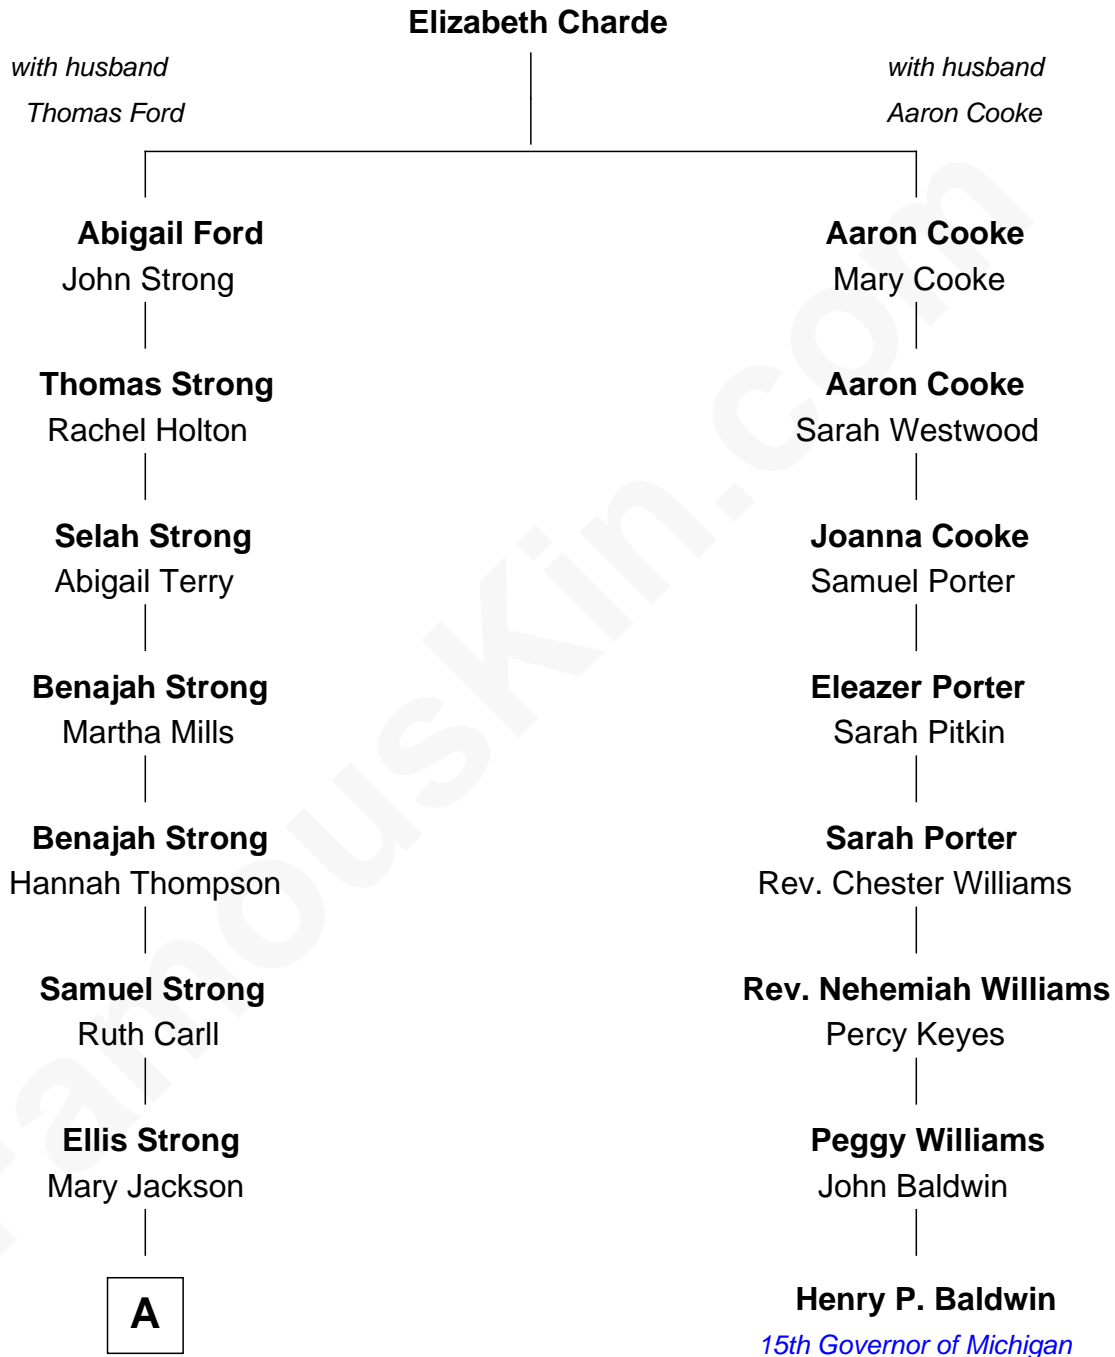 Elizabeth Charde
with husband
Thomas Ford
with husband
Aaron Cooke
Abigail Ford
John Strong
Aaron Cooke
Mary Cooke
Thomas Strong
Rachel Holton
Aaron Cooke
Sarah Westwood
Selah Strong
Abigail Terry
Joanna Cooke
Samuel Porter
Benajah Strong
Martha Mills
Eleazer Porter
Sarah Pitkin
Benajah Strong
Hannah Thompson
Sarah Porter
Rev. Chester Williams
Samuel Strong
Ruth Carll
Rev. Nehemiah Williams
Percy Keyes
Ellis Strong
Mary Jackson
Peggy Williams
John Baldwin
A
Henry P. Baldwin
15th Governor of Michigan
FamousKin.com